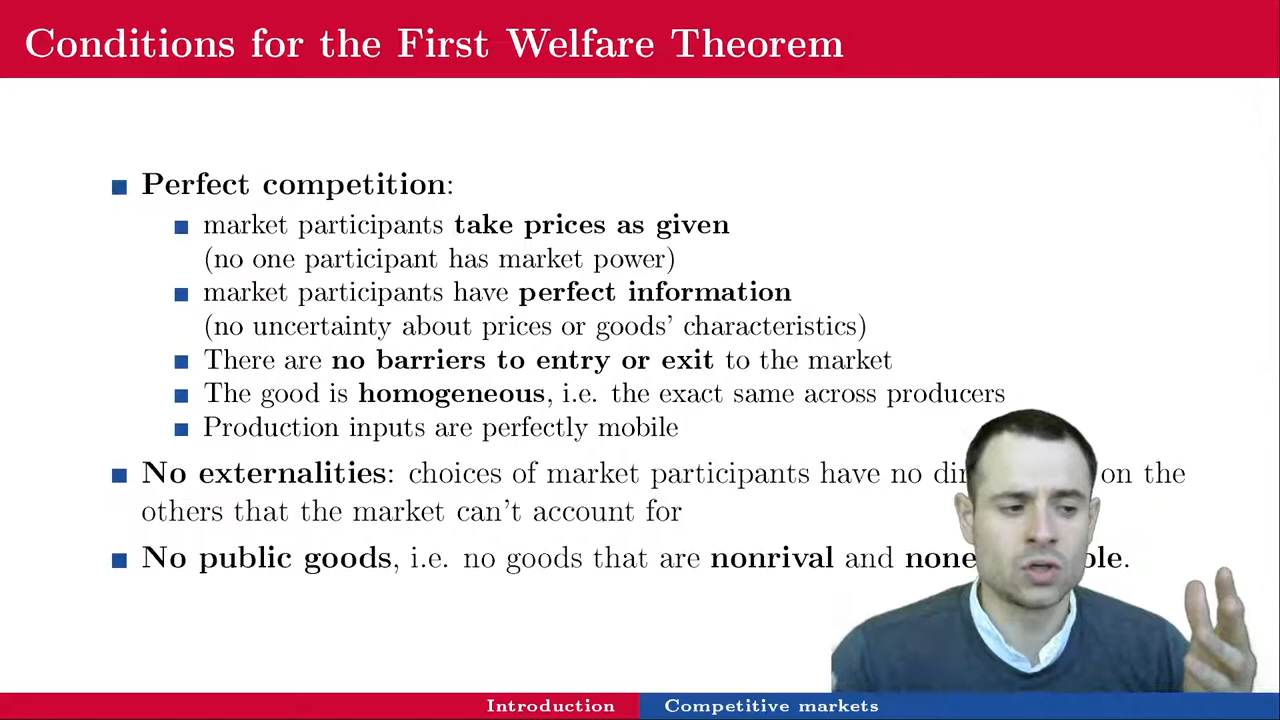 Conditions for the First Welfare Theorem
Perfect competition:
market participants take prices as given
(no one participant has market power)
market participants have perfect information
(no uncertainty about prices or goods' characteristics)
There are no barriers to entry or exit to the market
The good is homogeneous, i.e. the exact same across producers
Production inputs are perfectly mobile
No externalities: choices of market participants have no on the
others that the market can't account for
No public goods, i.e. no goods that are nonrival and
Introduction
Competitive markets